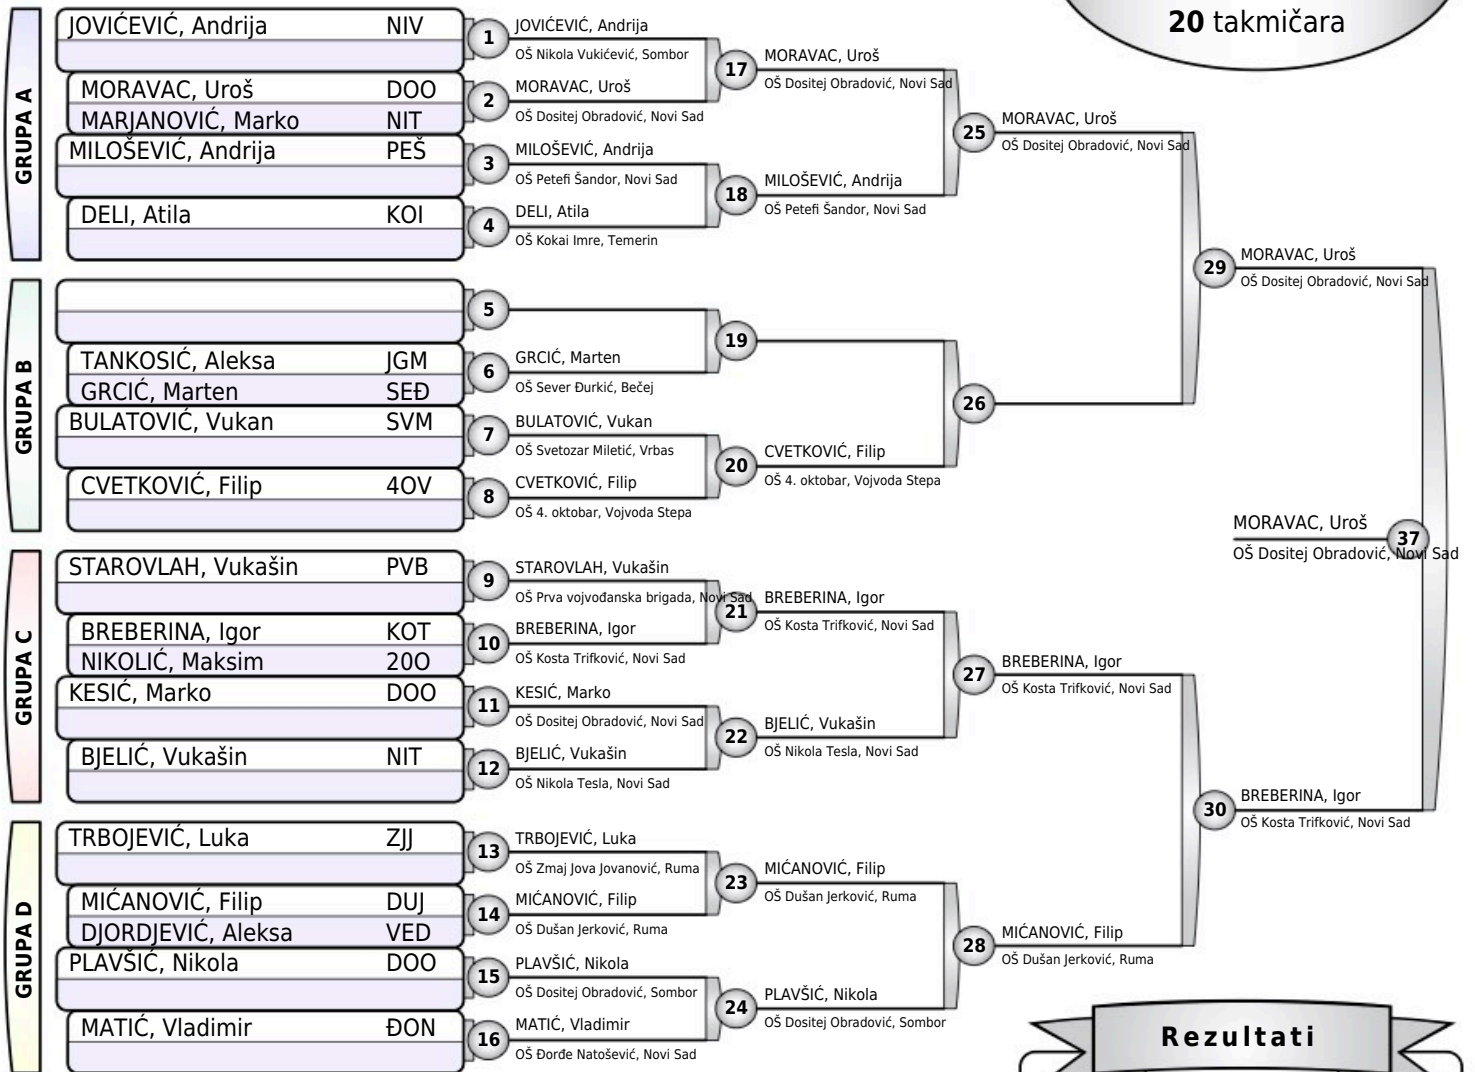 20 takmičara
GRUPA A
JOVIĆEVIĆ, Andrija NIV
MORAVAC, Uroš DOO
MARJANOVIĆ, Marko NIT
MILOŠEVIĆ, Andrija PEŠ
DELI, Atila KOI
GRUPA B
TANKOSIĆ, Aleksa JGM
GRCIĆ, Marten SEĐ
BULATOVIĆ, Vukan SVM
CVETKOVIĆ, Filip 4OV
GRUPA C
STAROVLAH, Vukašin PVB
BREBERINA, Igor KOT
NIKOLIĆ, Maksim 20O
KESIĆ, Marko DOO
BJELIĆ, Vukašin NIT
GRUPA D
TRBOJEVIĆ, Luka ZJJ
MIĆANOVIĆ, Filip DUJ
DJORDJEVIĆ, Aleksa VED
PLAVŠIĆ, Nikola DOO
MATIĆ, Vladimir ĐON
1
JOVIĆEVIĆ, Andrija
OŠ Nikola Vukićević, Sombor
2
MORAVAC, Uroš
OŠ Dositej Obradović, Novi Sad
3
MILOŠEVIĆ, Andrija
OŠ Petefi Šandor, Novi Sad
4
DELI, Atila
OŠ Kokai Imre, Temerin
5
6
GRCIĆ, Marten
OŠ Sever Đurkić, Bečej
7
BULATOVIĆ, Vukan
OŠ Svetozar Miletić, Vrbas
8
CVETKOVIĆ, Filip
OŠ 4. oktobar, Vojvoda Stepa
9
STAROVLAH, Vukašin
OŠ Prva vojvođanska brigada, Novi Sad
10
BREBERINA, Igor
OŠ Kosta Trifković, Novi Sad
11
KESIĆ, Marko
OŠ Dositej Obradović, Novi Sad
12
BJELIĆ, Vukašin
OŠ Nikola Tesla, Novi Sad
13
TRBOJEVIĆ, Luka
OŠ Zmaj Jova Jovanović, Ruma
14
MIĆANOVIĆ, Filip
OŠ Dušan Jerković, Ruma
15
PLAVŠIĆ, Nikola
OŠ Dositej Obradović, Sombor
16
MATIĆ, Vladimir
OŠ Đorđe Natošević, Novi Sad
17
MORAVAC, Uroš
OŠ Dositej Obradović, Novi Sad
18
MILOŠEVIĆ, Andrija
OŠ Petefi Šandor, Novi Sad
19
20
CVETKOVIĆ, Filip
OŠ 4. oktobar, Vojvoda Stepa
21
BREBERINA, Igor
OŠ Kosta Trifković, Novi Sad
22
BJELIĆ, Vukašin
OŠ Nikola Tesla, Novi Sad
23
MIĆANOVIĆ, Filip
OŠ Dušan Jerković, Ruma
24
PLAVŠIĆ, Nikola
OŠ Dositej Obradović, Sombor
25
MORAVAC, Uroš
OŠ Dositej Obradović, Novi Sad
26
27
BREBERINA, Igor
OŠ Kosta Trifković, Novi Sad
28
MIĆANOVIĆ, Filip
OŠ Dušan Jerković, Ruma
29
MORAVAC, Uroš
OŠ Dositej Obradović, Novi Sad
30
BREBERINA, Igor
OŠ Kosta Trifković, Novi Sad
37
MORAVAC, Uroš
OŠ Dositej Obradović, Novi Sad
Rezultati